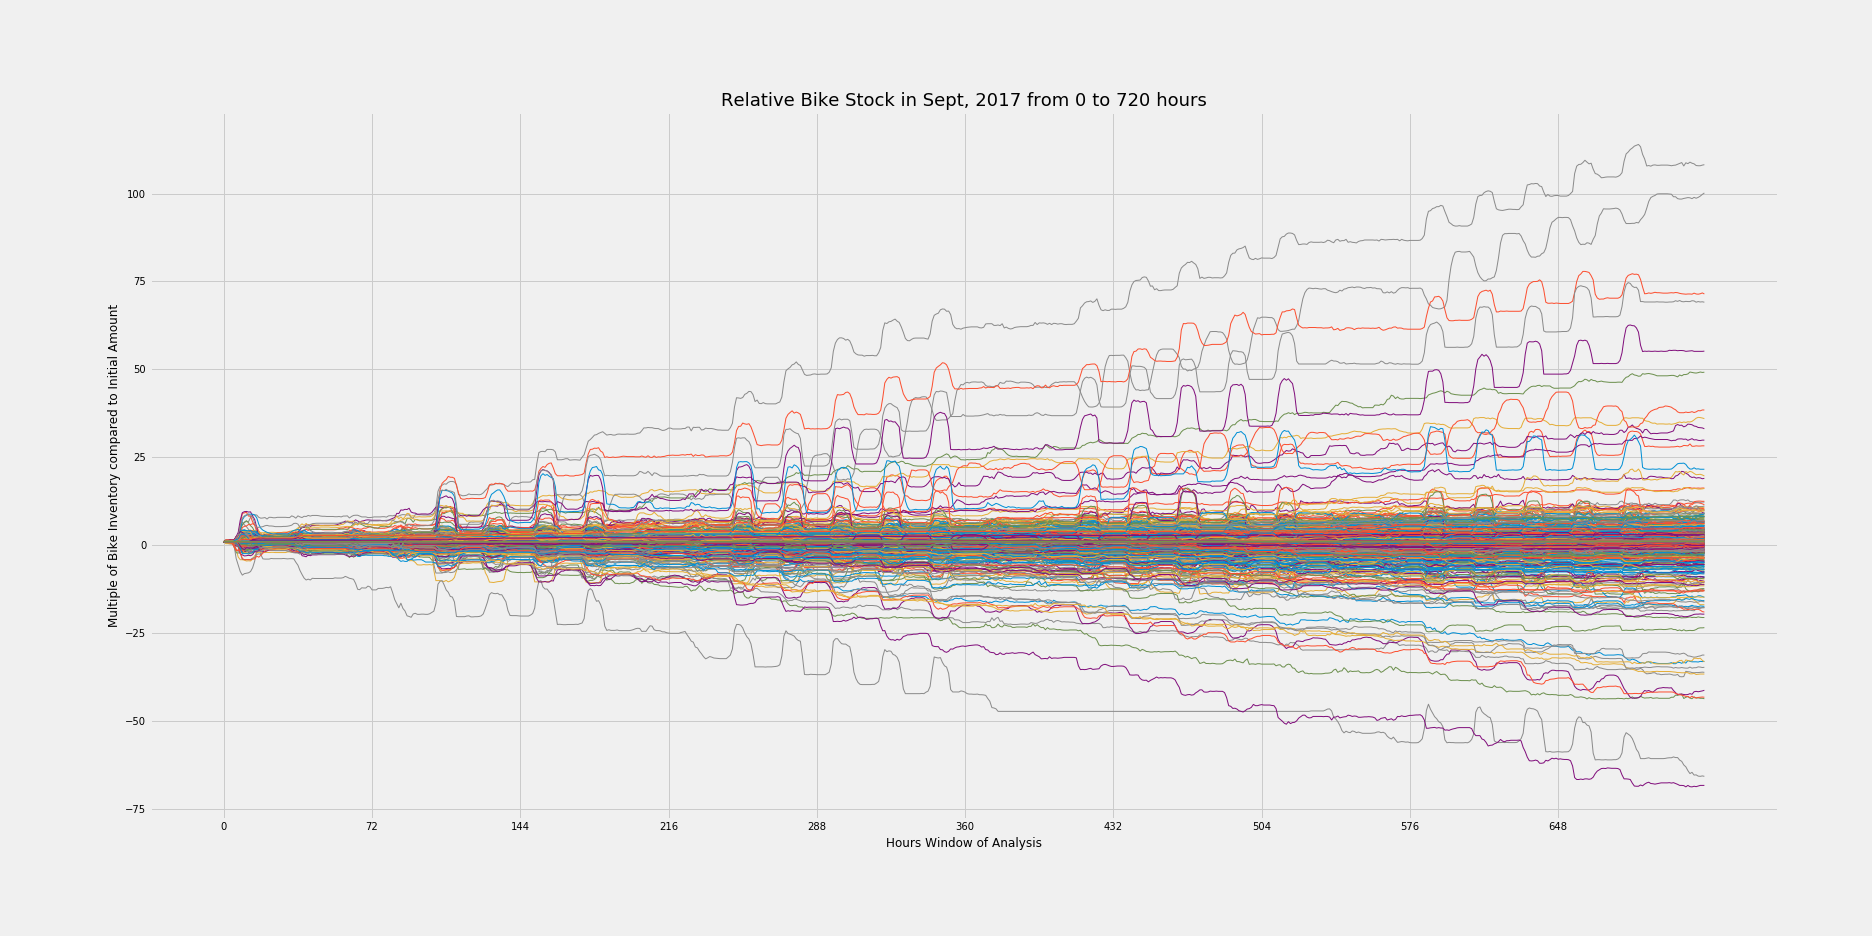 Relative Bike Stock in Sept, 2017 from 0 to 720 hours
Multiple of Bike Inventory compared to Initial Amount
100
75
50
25
0
−25
−50
−75
0 72 144 216 288 360 432 504 576 648
Hours Window of Analysis